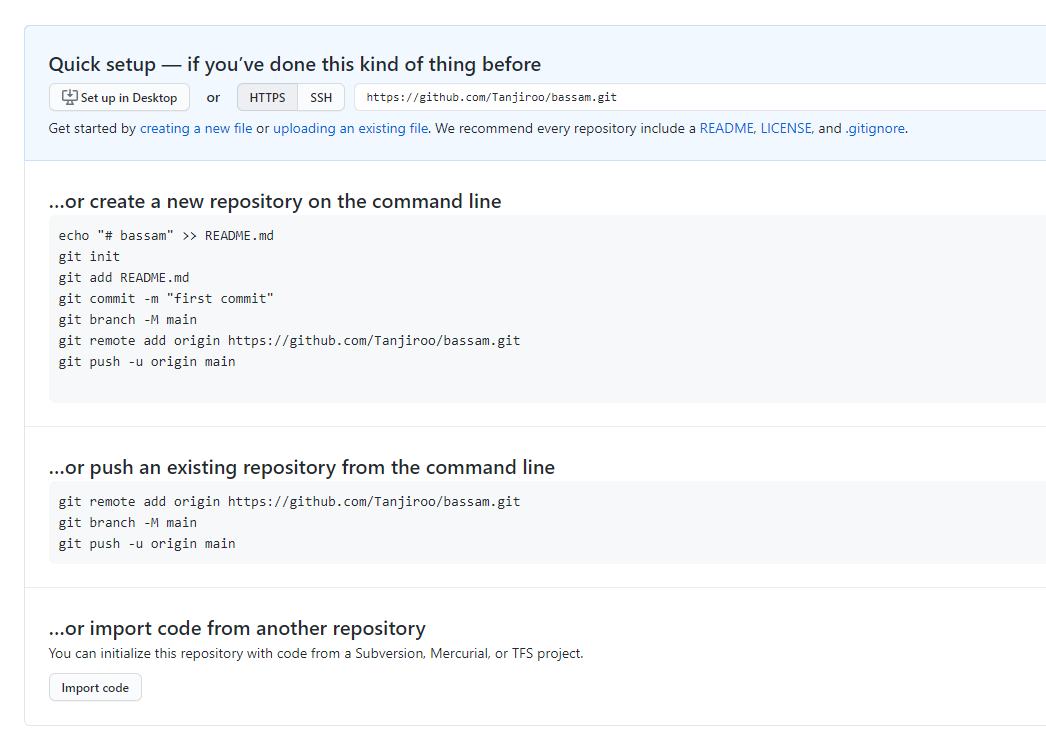 Quick setup — if you’ve done this kind of thing before
Set up in Desktop or HTTPS SSH https://github.com/Tanjiroo/bassam.git
Get started by creating a new file or uploading an existing file. We recommend every repository include a README, LICENSE, and .gitignore.
…or create a new repository on the command line
echo "# bassam" >> README.md
git init
git add README.md
git commit -m "first commit"
git branch -M main
git remote add origin https://github.com/Tanjiroo/bassam.git
git push -u origin main
…or push an existing repository from the command line
git remote add origin https://github.com/Tanjiroo/bassam.git
git branch -M main
git push -u origin main
…or import code from another repository
You can initialize this repository with code from a Subversion, Mercurial, or TFS project.
Import code